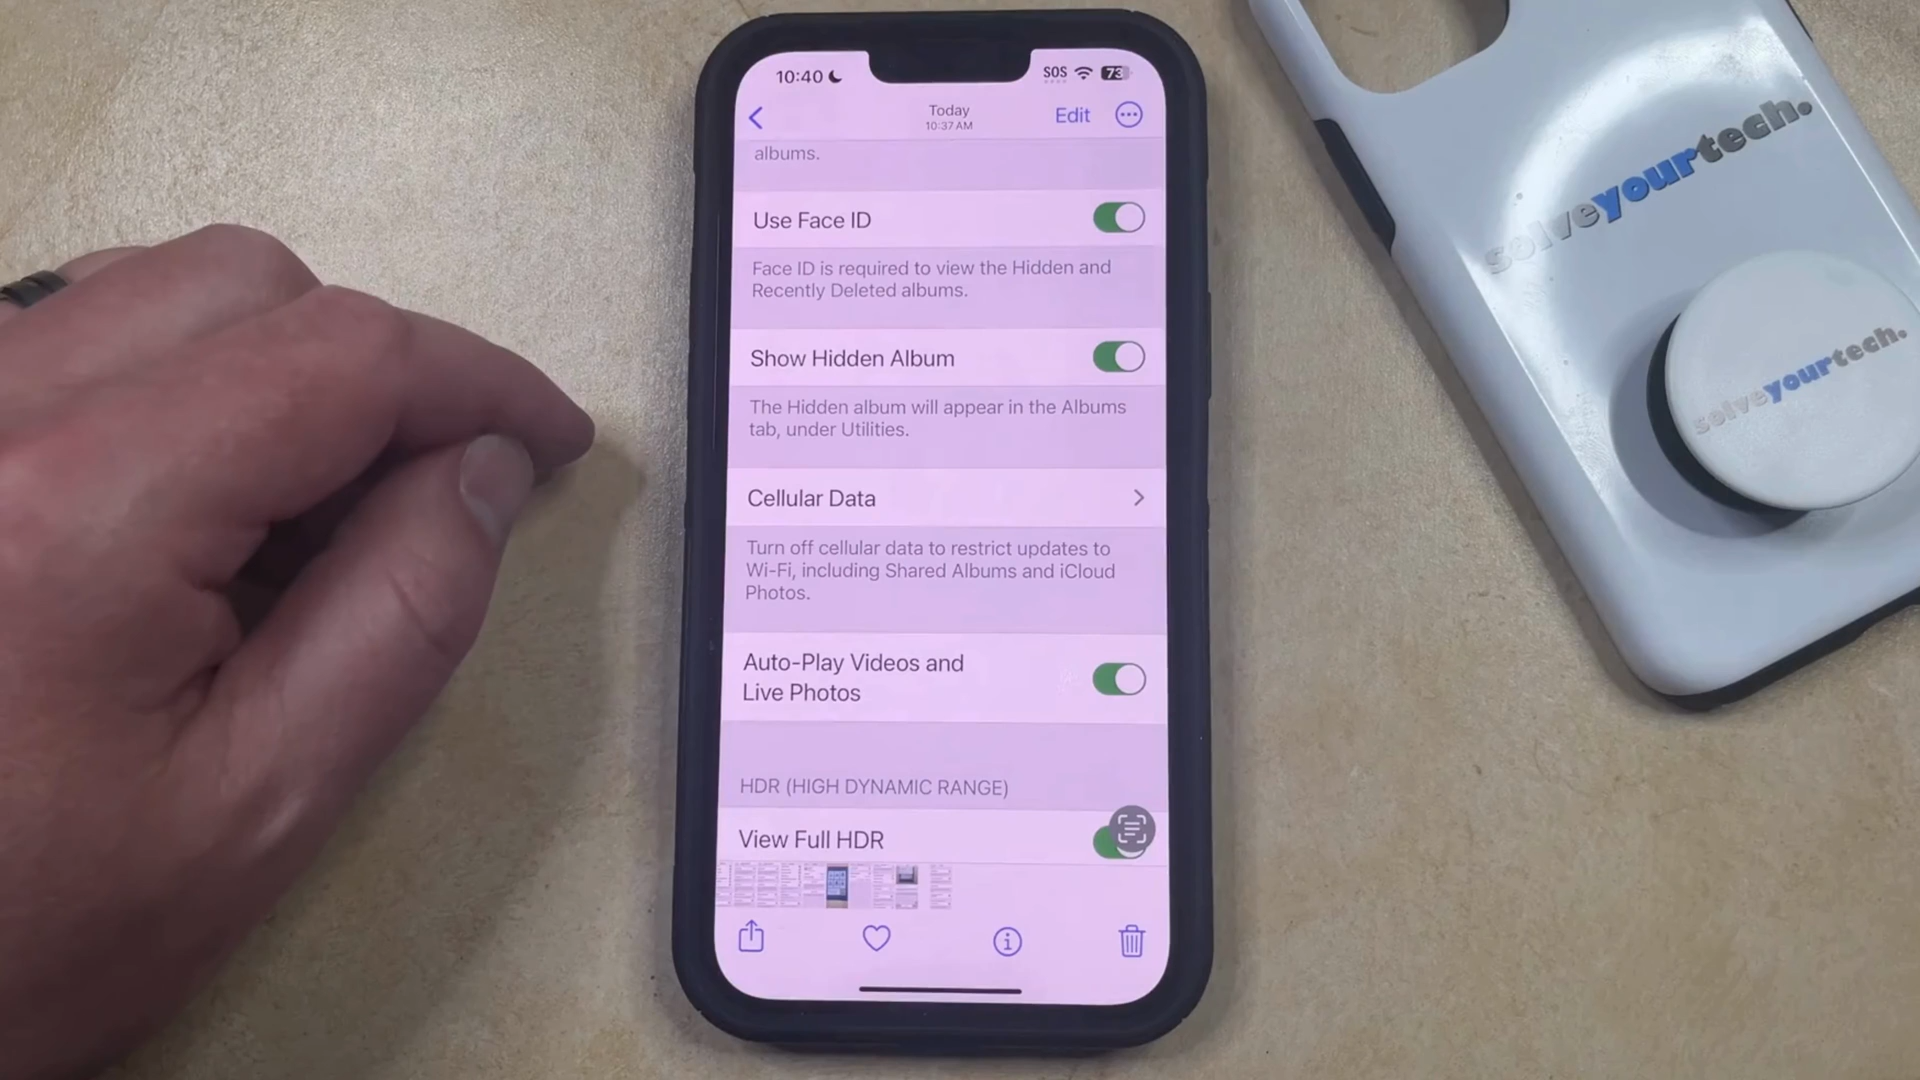 10:40
SOS
73
Today
10:37 AM
Edit
albums.
Use Face ID
Face ID is required to view the Hidden and
Recently Deleted albums.
Show Hidden Album
The Hidden album will appear in the Albums
tab, under Utilities.
Cellular Data
Turn off cellular data to restrict updates to
Wi-Fi, including Shared Albums and iCloud
Photos.
Auto-Play Videos and
Live Photos
HDR (HIGH DYNAMIC RANGE)
View Full HDR
solveyourtech.
solveyourtech.